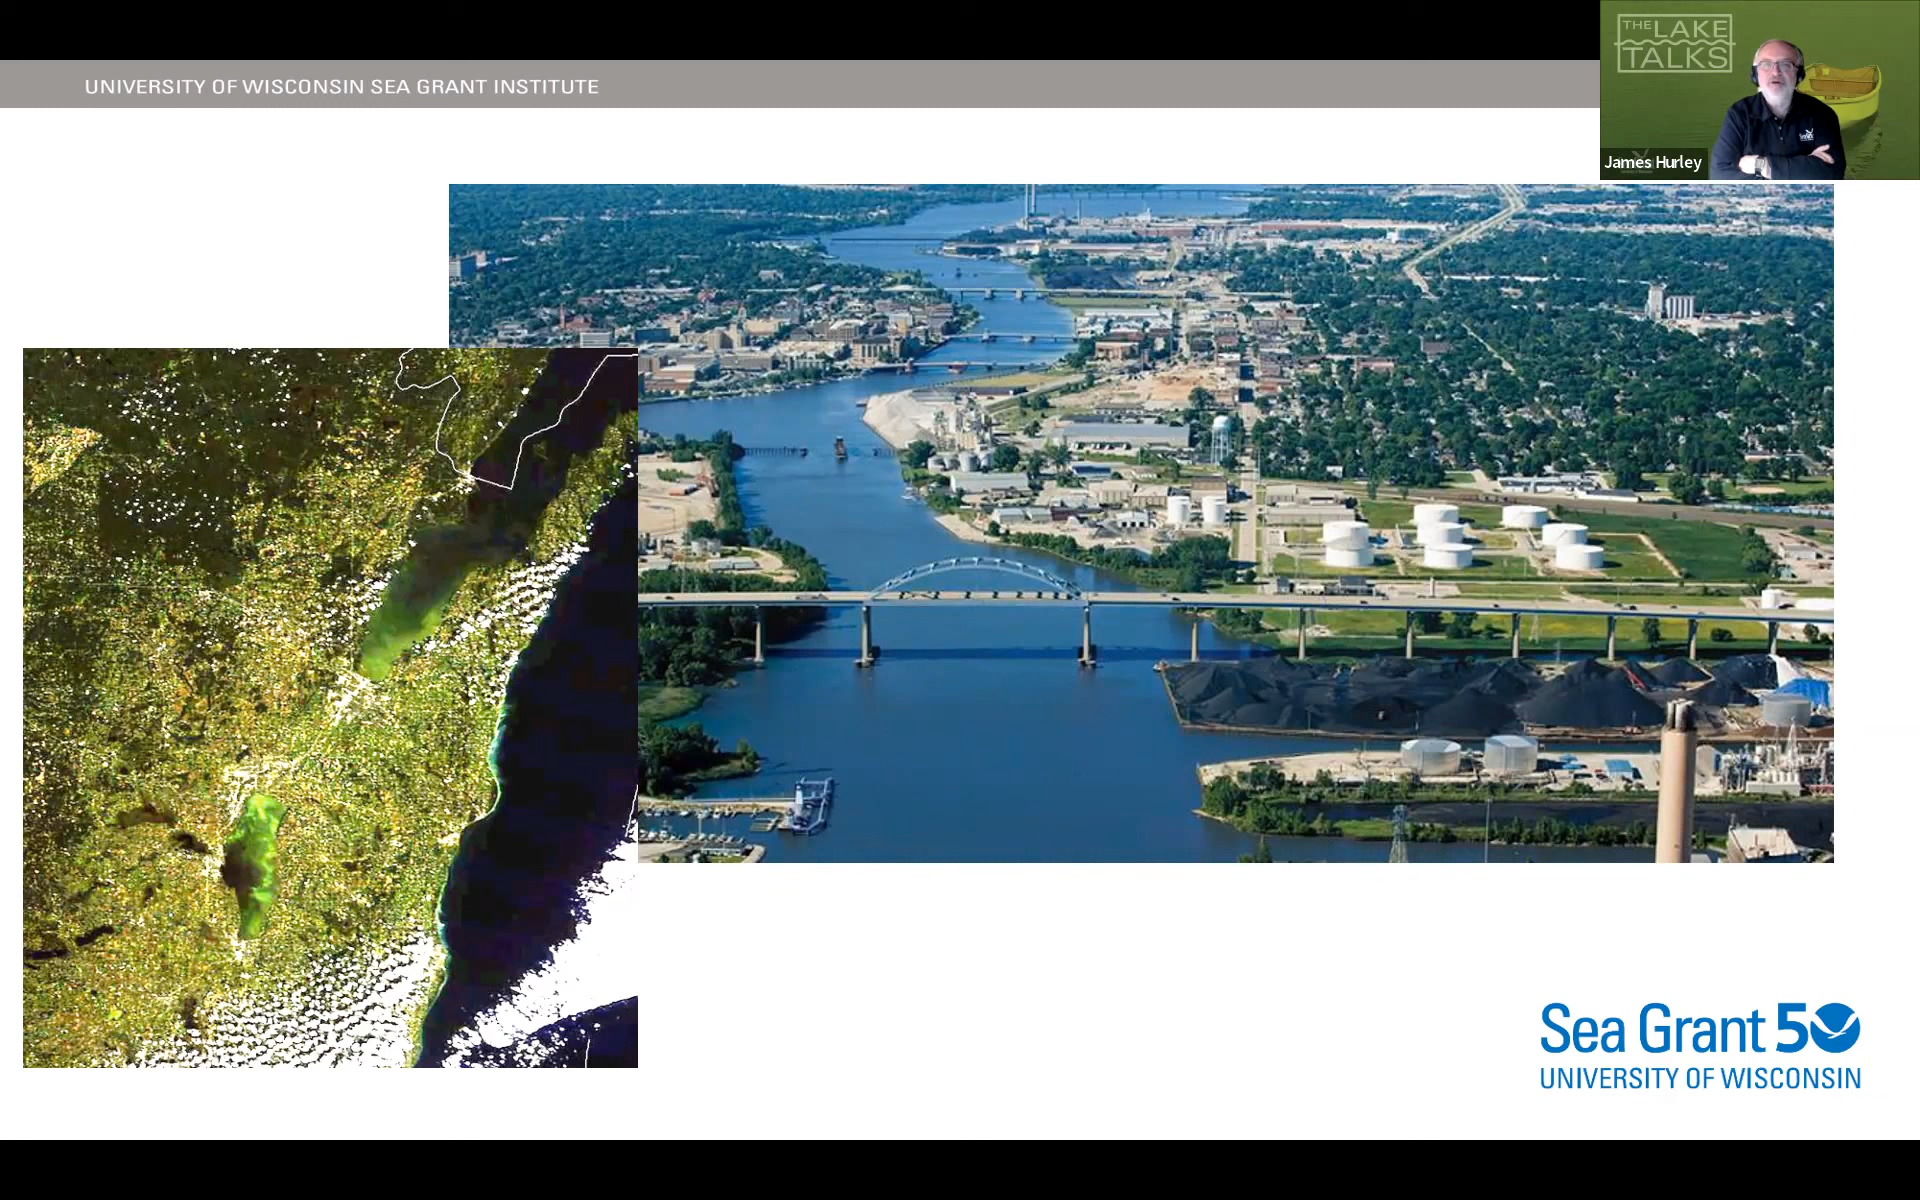 UNIVERSITY OF WISCONSIN SEA GRANT INSTITUTE
THE LAKE
TALKS
James Hurley
Sea Grant 50
UNIVERSITY OF WISCONSIN